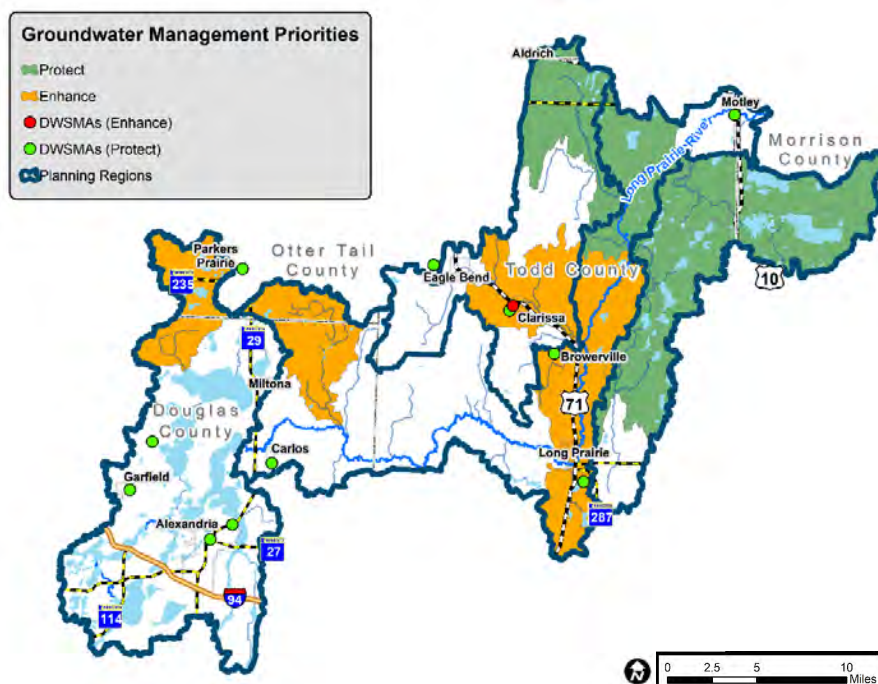 Groundwater Management Priorities
Protect
Enhance
DWSMAs (Enhance)
DWSMAs (Protect)
Planning Regions
Aldrich
Motley
Morrison
County
Long Prairie River
Parkers
Prairie
Otter Tail
County
235
Eagle Bend
Todd County
10
Clarissa
29
Browerville
Miltona
71
Douglas
County
Carlos
Long Prairie
Garfield
287
Alexandria
27
94
114
N
0 2.5 5 10
Miles